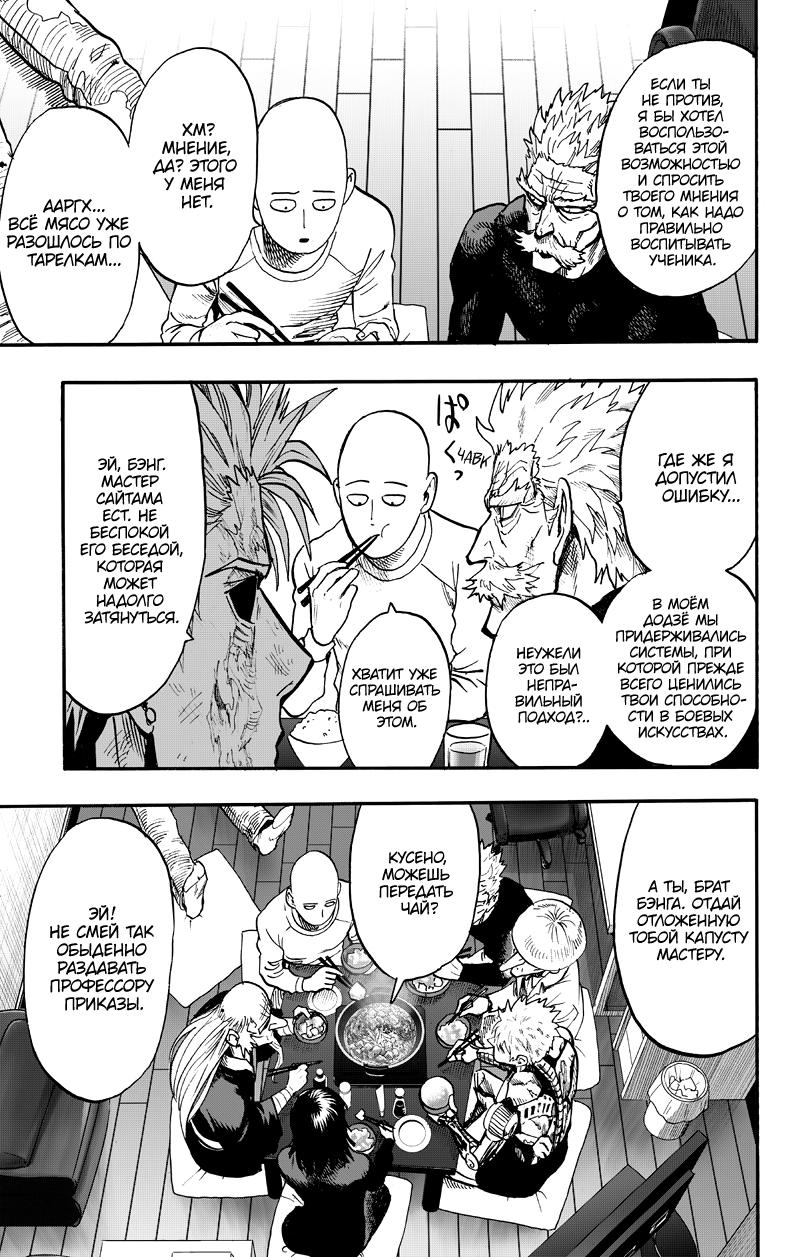 ЕСЛИ ТЫ
НЕ ПРОТИВ,
Я БЫ ХОТЕЛ
ВОСПОЛЬЗО-
ВАТЬСЯ ЭТОЙ
ВОЗМОЖНОСТЬЮ
И СПРОСИТЬ
ТВОЕГО МНЕНИЯ
О ТОМ, КАК НАДО
ПРАВИЛЬНО
ВОСПИТЫВАТЬ
УЧЕНИКА.
ХМ?
МНЕНИЕ,
ДА? ЭТОГО
У МЕНЯ
НЕТ.
ААРГХ...
ВСЁ МЯСО УЖЕ
РАЗОШЛОСЬ ПО
ТАРЕЛКАМ...
ГДЕ ЖЕ Я
ДОПУСТИЛ
ОШИБКУ...
В МОЁМ
ДОДЗЁ МЫ
ПРИДЕРЖИВАЛИСЬ
СИСТЕМЫ, ПРИ
КОТОРОЙ ПРЕЖДЕ
ВСЕГО ЦЕНИЛИСЬ
ТВОИ СПОСОБНО-
СТИ В БОЕВЫХ
ИСКУССТВАХ.
НЕУЖЕЛИ
ЭТО БЫЛ
НЕПРА-
ВИЛЬНЫЙ
ПОДХОД?..
ぱくっ
ЧАВК
ХВАТИТ УЖЕ
СПРАШИВАТЬ
МЕНЯ ОБ
ЭТОМ.
ЭЙ, БЭНГ.
МАСТЕР
САЙТАМА
ЕСТ. НЕ
БЕСПОКОЙ
ЕГО БЕСЕДОЙ,
КОТОРАЯ
МОЖЕТ
НАДОЛГО
ЗАТЯНУТЬСЯ.
А ТЫ, БРАТ
БЭНГА. ОТДАЙ
ОТЛОЖЕННУЮ
ТОБОЙ КАПУСТУ
МАСТЕРУ.
КУСЕНО,
МОЖЕШЬ
ПЕРЕДАТЬ
ЧАЙ?
ЭЙ!
НЕ СМЕЙ ТАК
ОБЫДЕННО
РАЗДАВАТЬ
ПРОФЕССОРУ
ПРИКАЗЫ.